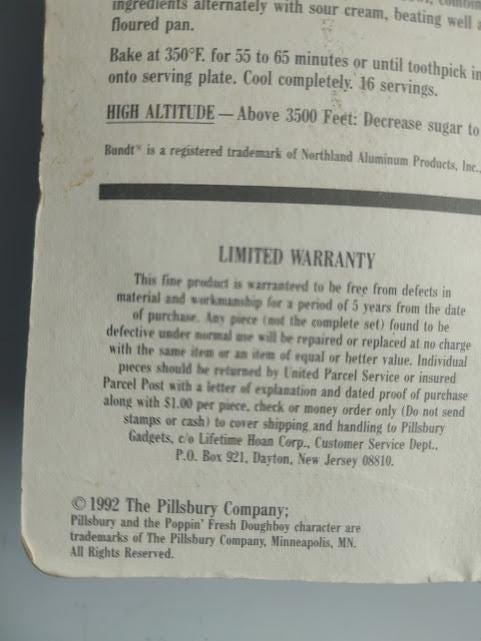 ingredients alternately with sour cream, beating well
floured pan.
Bake at 350°F. for 55 to 65 minutes or until toothpick
onto serving plate. Cool completely. 16 servings.
HIGH ALTITUDE — Above 3500 Feet: Decrease sugar to
Bundt® is a registered trademark of Northland Aluminum Products, Inc.,
LIMITED WARRANTY
This fine product is warranteed to be free from defects in
material and workmanship for a period of 5 years from the date
of purchase. Any piece (not the complete set) found to be
defective under normal use will be repaired or replaced at no charge
with the same item or an item of equal or better value. Individual
pieces should be returned by United Parcel Service or insured
Parcel Post with a letter of explanation and dated proof of purchase
along with $1.00 per piece, check or money order only (Do not send
stamps or cash) to cover shipping and handling to Pillsbury
Gadgets, c/o Lifetime Hoan Corp., Customer Service Dept.,
P.O. Box 921, Dayton, New Jersey 08810.
© 1992 The Pillsbury Company;
Pillsbury and the Poppin' Fresh Doughboy character are
trademarks of The Pillsbury Company, Minneapolis, MN.
All Rights Reserved.